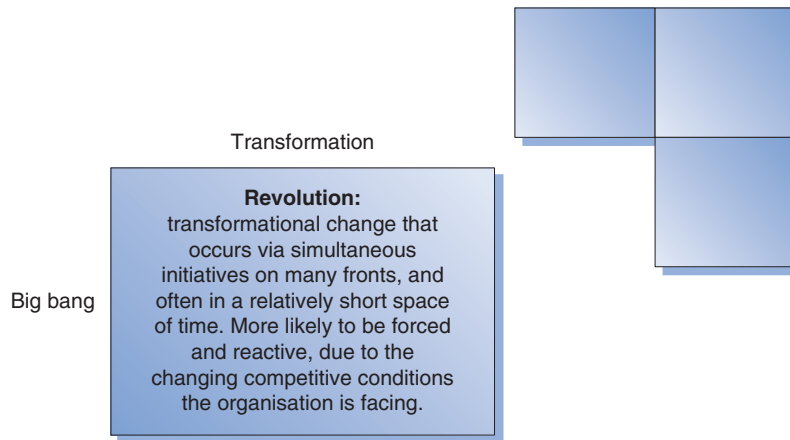 Transformation
Big bang
Revolution:
transformational change that
occurs via simultaneous
initiatives on many fronts, and
often in a relatively short space
of time. More likely to be forced
and reactive, due to the
changing competitive conditions
the organisation is facing.